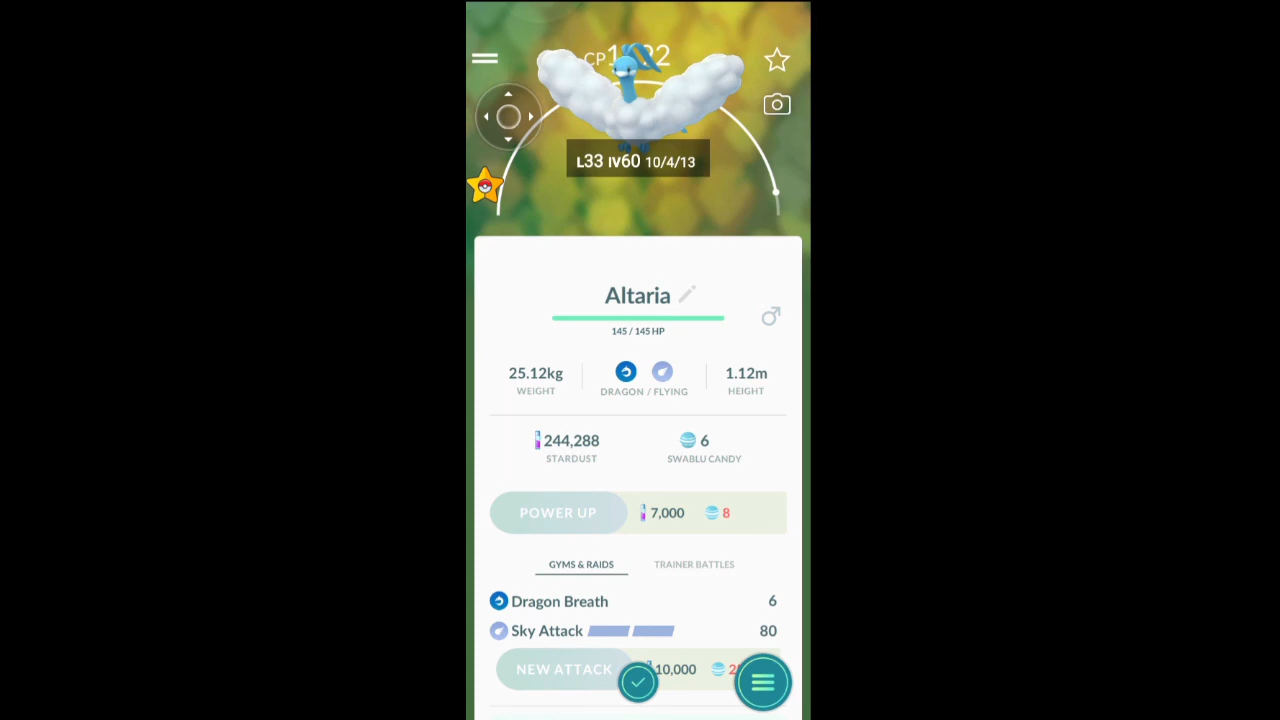 CP
L33 IV60 10/4/13
Altaria
145 / 145 HP
25.12kg
WEIGHT
DRAGON / FLYING
1.12m
HEIGHT
244,288
STARDUST
6
SWABLU CANDY
POWER UP 7,000 8
GYMS & RAIDS TRAINER BATTLES
Dragon Breath 6
Sky Attack 80
NEW ATTACK 10,000